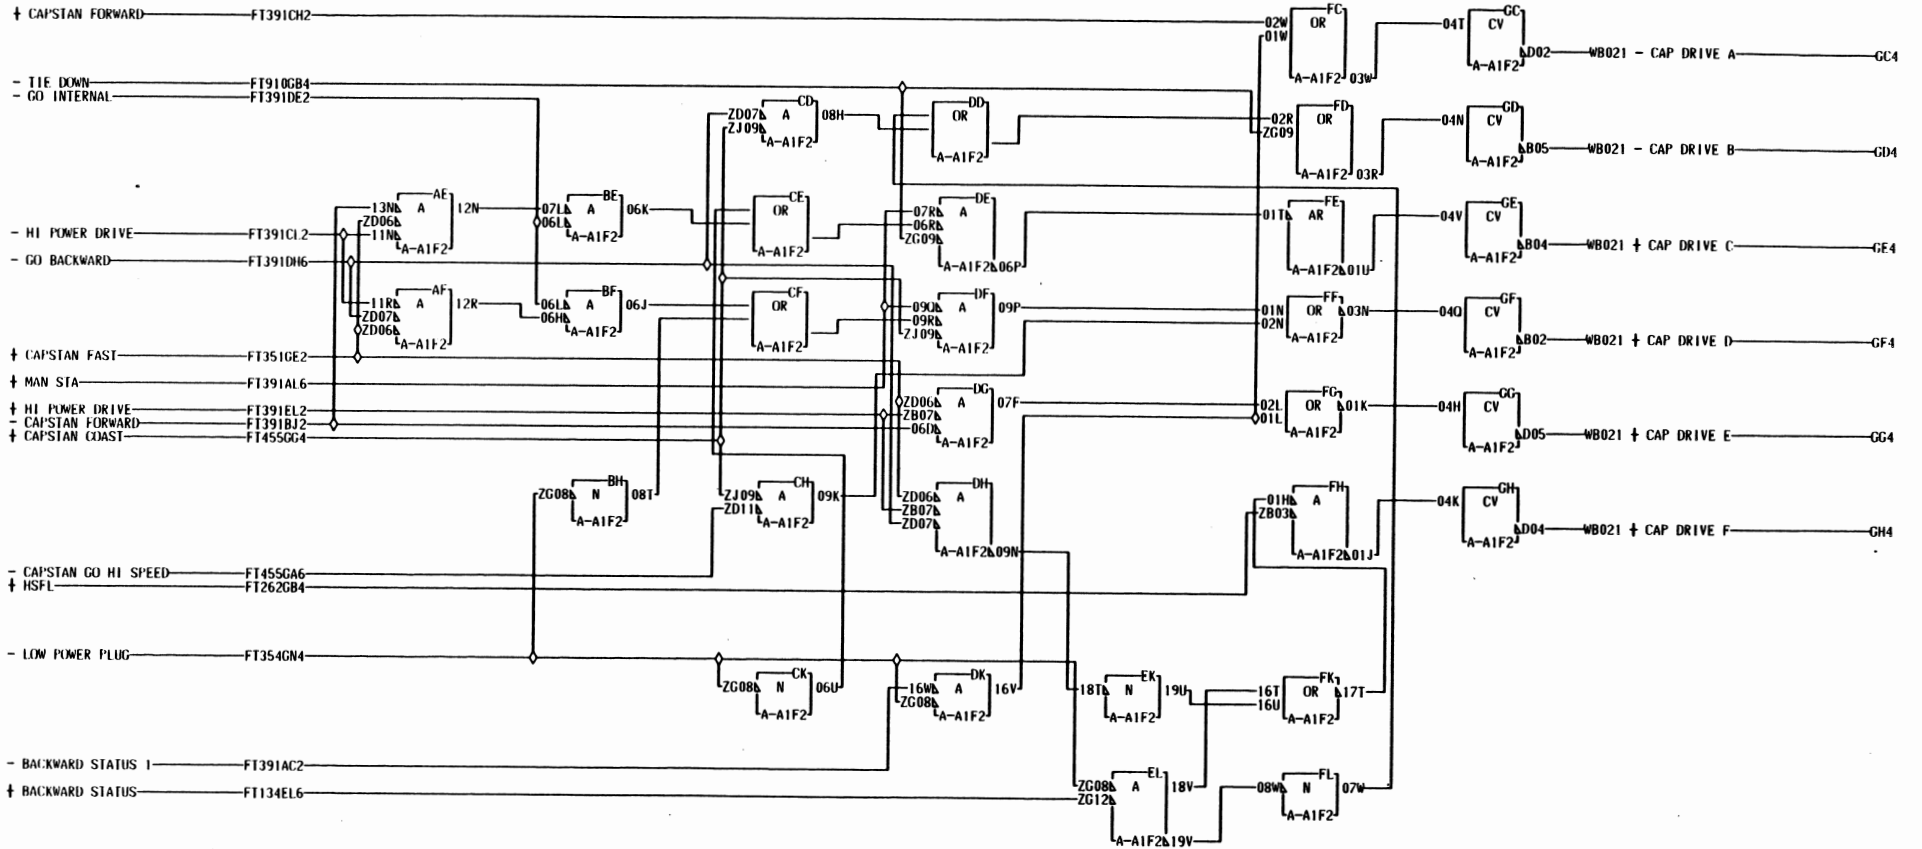 + CAPSTAN FORWARD FT391CH2
- TIE DOWN FT910GB4
- GO INTERNAL FT391DE2
- HI POWER DRIVE FT391CL2
- GO BACKWARD FT391DH6
+ CAPSTAN FAST FT351GE2
+ MAN STA FT391AL6
+ HI POWER DRIVE FT391EL2
- CAPSTAN FORWARD FT391BJ2
+ CAPSTAN COAST FT455GG4
- CAPSTAN GO HI SPEED FT455GA6
+ HSFL FT262GB4
- LOW POWER PLUG FT354GN4
- BACKWARD STATUS 1 FT391AC2
+ BACKWARD STATUS FT134EL6
AE
13N A 12N
ZD06
11N
A-A1F2
AF
11R A 12R
ZD07
ZD06
A-A1F2
BE
07L A 06K
06L
A-A1F2
BF
06L A 06J
06H
A-A1F2
BH
ZG08 N 08T
A-A1F2
CD
ZD07 A 08H
ZJ09
A-A1F2
CE
OR
A-A1F2
CF
OR
A-A1F2
CH
ZJ09 A 09K
ZD11
A-A1F2
CK
ZG08 N 06U
A-A1F2
DD
OR
A-A1F2
DE
07R A
06R
ZG09
A-A1F2 06P
DF
09Q A 09P
09R
ZJ09
A-A1F2
DG
ZD06 A 07F
ZB07
06D
A-A1F2
DH
ZD06 A
ZB07
ZD07
A-A1F2 09N
DK
16W A 16V
ZG08
A-A1F2
EK
18T N 19U
A-A1F2
EL
ZG08 A 18V
ZG12
A-A1F2 19V
FC
02W OR
01W
A-A1F2 03W
FD
02R OR
ZG09
A-A1F2 03R
FE
01T AR
A-A1F2 01U
FF
01N OR 03N
02N
A-A1F2
FG
02L OR 01K
01L
A-A1F2
FH
01H A
ZB03
A-A1F2 01J
FK
16T OR 17T
16U
A-A1F2
FL
08W N 07W
A-A1F2
GC
04T CV
D02 WB021 - CAP DRIVE A GC4
A-A1F2
GD
04N CV
B05 WB021 - CAP DRIVE B GD4
A-A1F2
GE
04V CV
B04 WB021 + CAP DRIVE C GE4
A-A1F2
GF
04Q CV
B02 WB021 + CAP DRIVE D GF4
A-A1F2
GG
04H CV
D05 WB021 + CAP DRIVE E GG4
A-A1F2
GH
04K CV
D04 WB021 + CAP DRIVE F GH4
A-A1F2